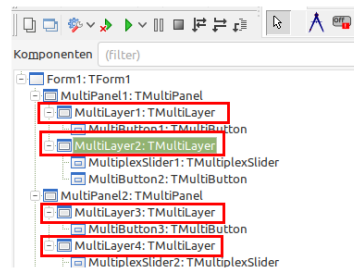 OFF
Komponenten (filter)
Form1: TForm1
MultiPanel1: TMultiPanel
MultiLayer1: TMultiLayer
MultiButton1: TMultiButton
MultiLayer2: TMultiLayer
MultiplexSlider1: TMultiplexSlider
MultiButton2: TMultiButton
MultiPanel2: TMultiPanel
MultiLayer3: TMultiLayer
MultiButton3: TMultiButton
MultiLayer4: TMultiLayer
MultiplexSlider2: TMultiplexSlider